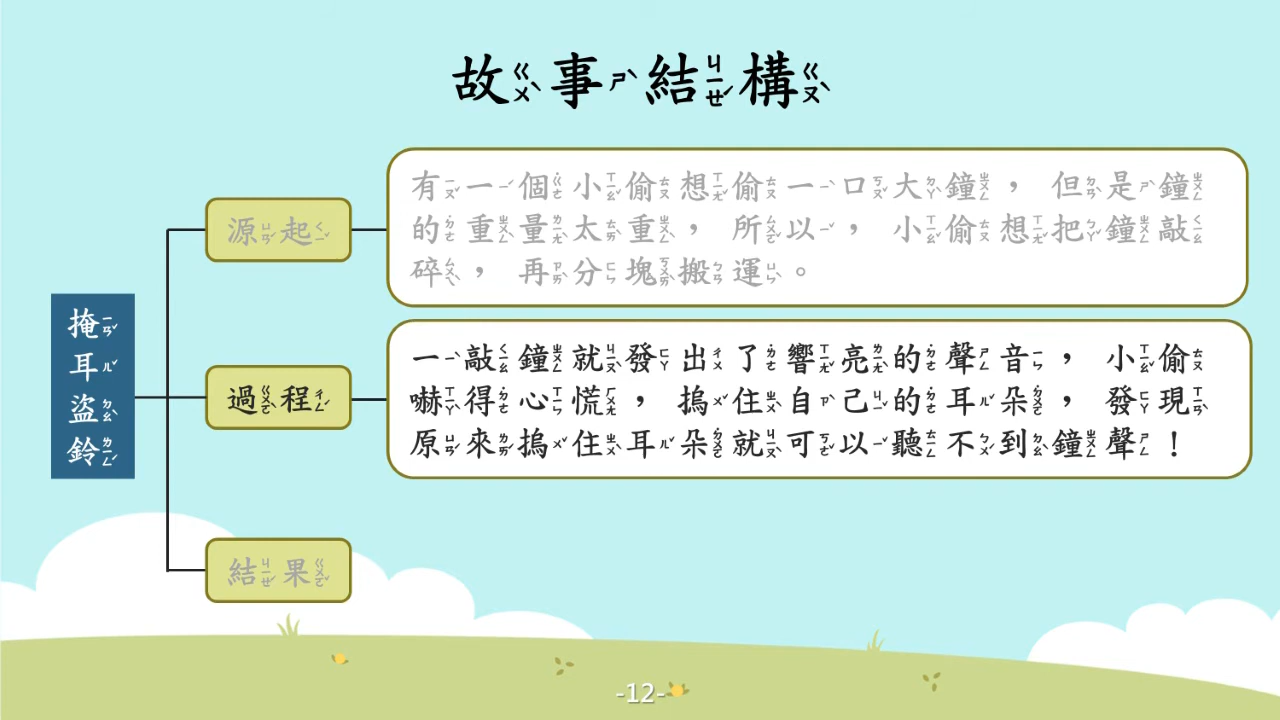 故事結構
源起
有一個小偷想偷一口大鐘，但是鐘
的重量太重，所以，小偷想把鐘敲
碎，再分塊搬運。
掩耳盜鈴
過程
一敲鐘就發出了響亮的聲音，小偷
嚇得心慌，摀住自己的耳朵，發現
原來摀住耳朵就可以聽不到鐘聲！
結果
-12-